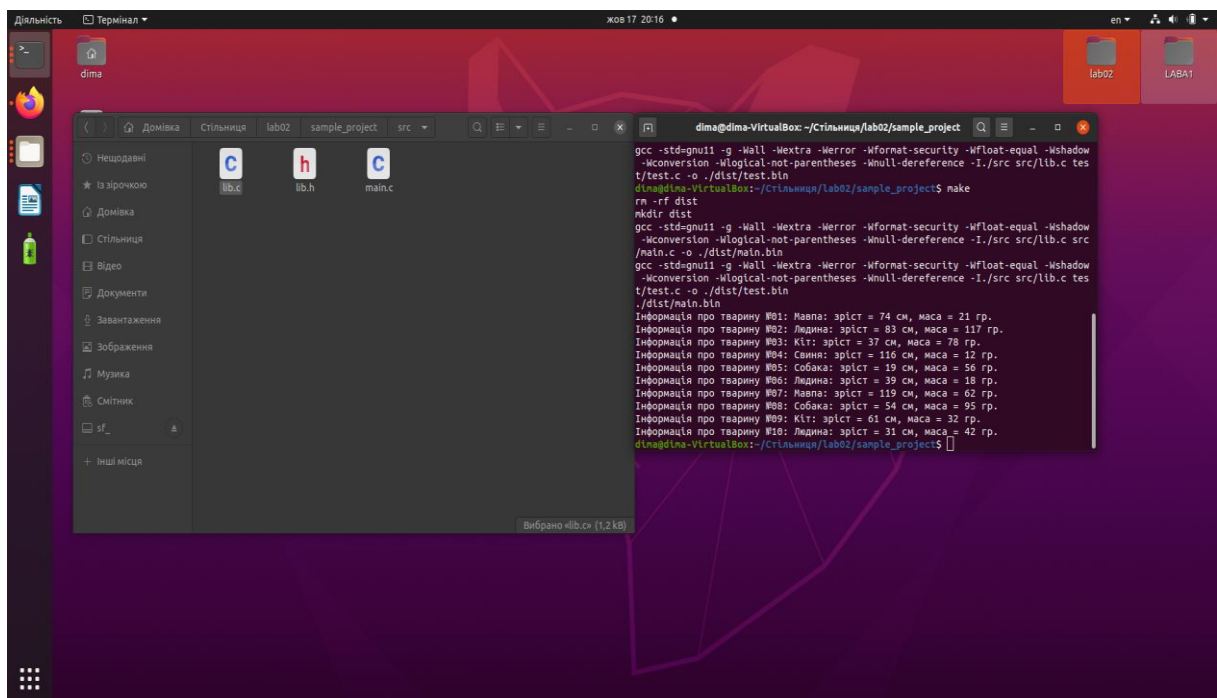 Діяльність
Термінал
жов 17 20:16
en
dima
lab02
LABA1
Домівка Стільниця lab02 sample_project src
Нещодавні
Із зірочкою
Домівка
Стільниця
Відео
Документи
Завантаження
Зображення
Музика
Смітник
sf_
+ Інші місця
lib.c
lib.h
main.c
Вибрано «lib.c» (1,2 kB)
dima@dima-VirtualBox: ~/Стільниця/lab02/sample_project
gcc -std=gnu11 -g -Wall -Wextra -Werror -Wformat-security -Wfloat-equal -Wshadow
-Wconversion -Wlogical-not-parentheses -Wnull-dereference -I./src src/lib.c tes
t/test.c -o ./dist/test.bin
dima@dima-VirtualBox:~/Стільниця/lab02/sample_project$ make
rm -rf dist
mkdir dist
gcc -std=gnu11 -g -Wall -Wextra -Werror -Wformat-security -Wfloat-equal -Wshadow
-Wconversion -Wlogical-not-parentheses -Wnull-dereference -I./src src/lib.c src
/main.c -o ./dist/main.bin
gcc -std=gnu11 -g -Wall -Wextra -Werror -Wformat-security -Wfloat-equal -Wshadow
-Wconversion -Wlogical-not-parentheses -Wnull-dereference -I./src src/lib.c tes
t/test.c -o ./dist/test.bin
./dist/main.bin
Інформація про тварину №01: Мавпа: зріст = 74 см, маса = 21 гр.
Інформація про тварину №02: Людина: зріст = 83 см, маса = 117 гр.
Інформація про тварину №03: Кіт: зріст = 37 см, маса = 78 гр.
Інформація про тварину №04: Свиня: зріст = 116 см, маса = 12 гр.
Інформація про тварину №05: Собака: зріст = 19 см, маса = 56 гр.
Інформація про тварину №06: Людина: зріст = 39 см, маса = 18 гр.
Інформація про тварину №07: Мавпа: зріст = 119 см, маса = 62 гр.
Інформація про тварину №08: Собака: зріст = 54 см, маса = 95 гр.
Інформація про тварину №09: Кіт: зріст = 61 см, маса = 32 гр.
Інформація про тварину №10: Людина: зріст = 31 см, маса = 42 гр.
dima@dima-VirtualBox:~/Стільниця/lab02/sample_project$